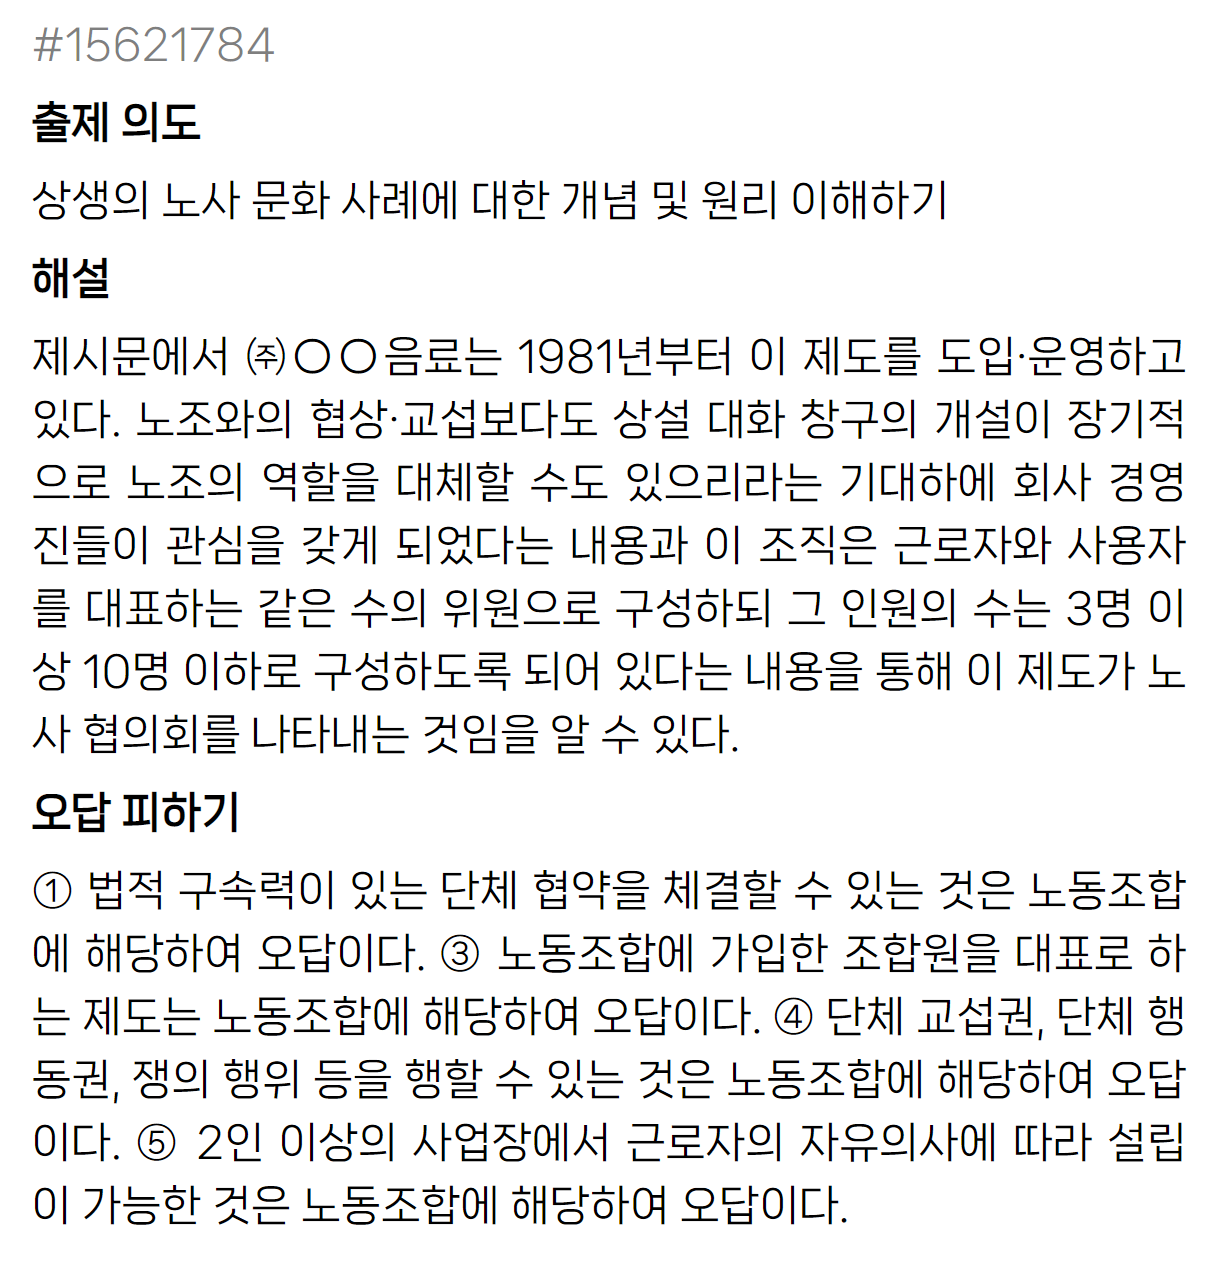 #15621784
출제 의도
상생의 노사 문화 사례에 대한 개념 및 원리 이해하기
해설
제시문에서 ㈜○○음료는 1981년부터 이 제도를 도입·운영하고
있다. 노조와의 협상·교섭보다도 상설 대화 창구의 개설이 장기적
으로 노조의 역할을 대체할 수도 있으리라는 기대하에 회사 경영
진들이 관심을 갖게 되었다는 내용과 이 조직은 근로자와 사용자
를 대표하는 같은 수의 위원으로 구성하되 그 인원의 수는 3명 이
상 10명 이하로 구성하도록 되어 있다는 내용을 통해 이 제도가 노
사 협의회를 나타내는 것임을 알 수 있다.
오답 피하기
① 법적 구속력이 있는 단체 협약을 체결할 수 있는 것은 노동조합
에 해당하여 오답이다. ③ 노동조합에 가입한 조합원을 대표로 하
는 제도는 노동조합에 해당하여 오답이다. ④ 단체 교섭권, 단체 행
동권, 쟁의 행위 등을 행할 수 있는 것은 노동조합에 해당하여 오답
이다. ⑤ 2인 이상의 사업장에서 근로자의 자유의사에 따라 설립
이 가능한 것은 노동조합에 해당하여 오답이다.